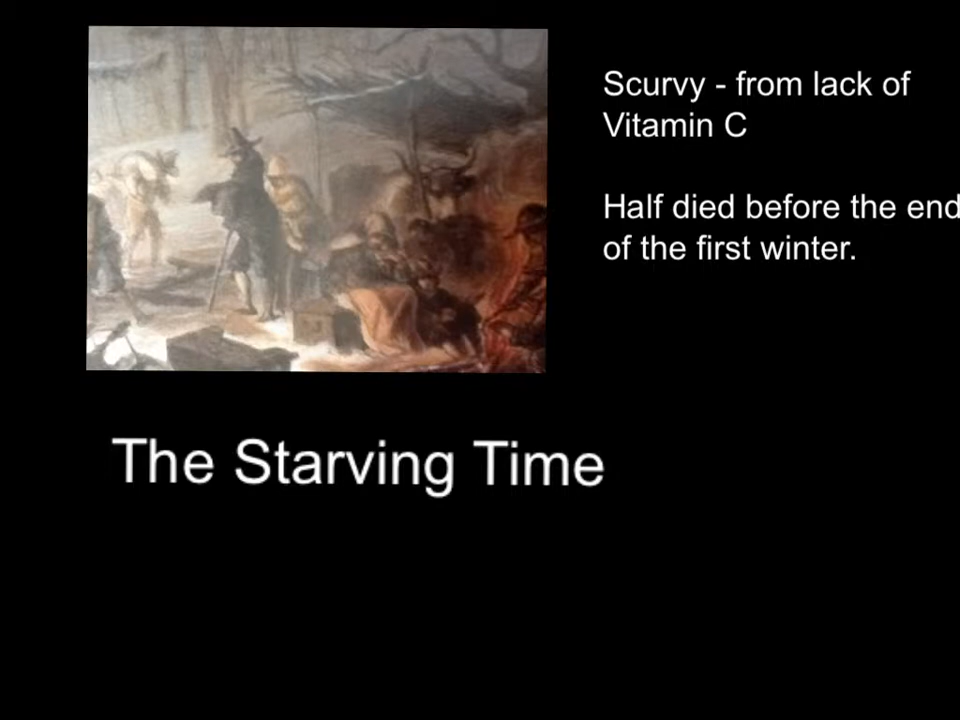 Scurvy - from lack of
Vitamin C
Half died before the end
of the first winter.
The Starving Time